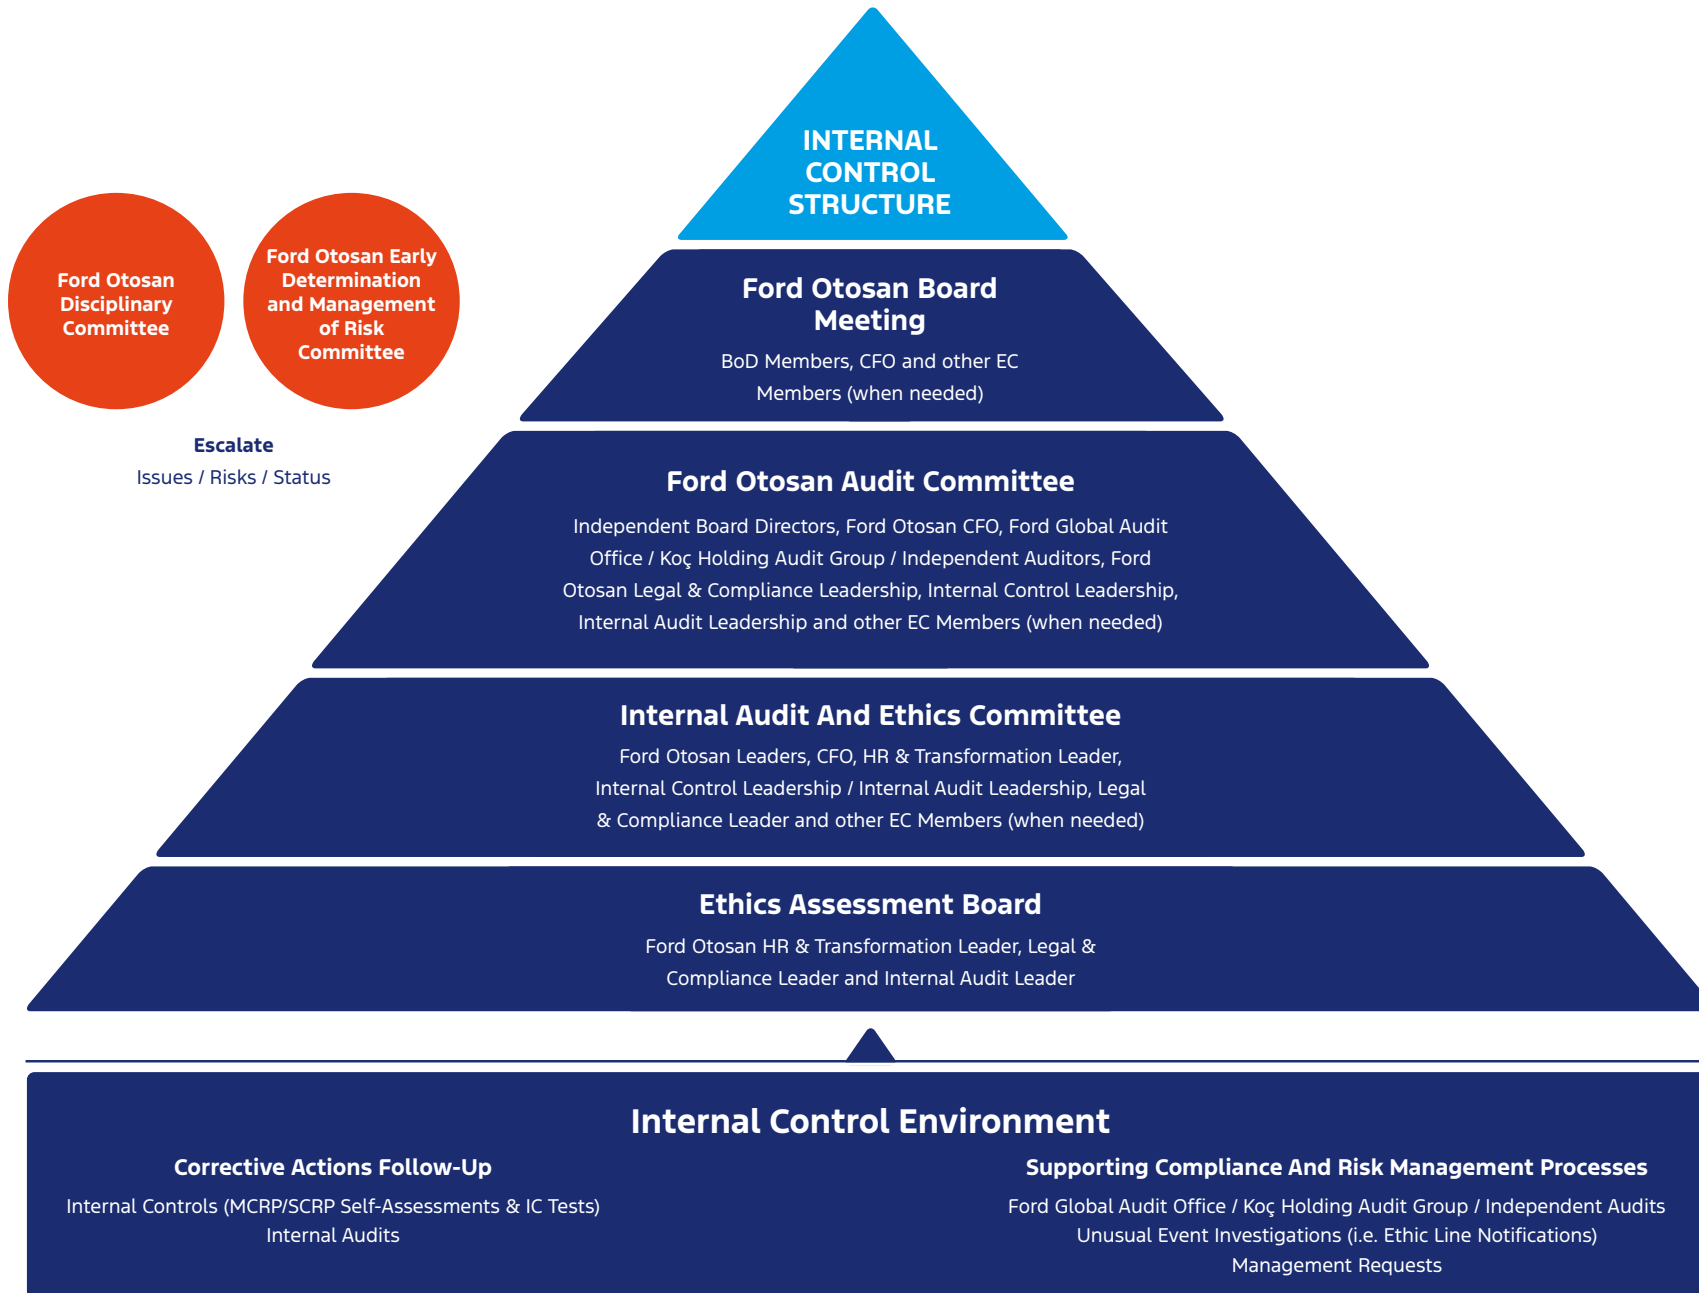 INTERNAL
CONTROL
STRUCTURE
Ford Otosan
Disciplinary
Committee
Ford Otosan Early
Determination
and Management
of Risk
Committee
Escalate
Issues / Risks / Status
Ford Otosan Board
Meeting
BoD Members, CFO and other EC
Members (when needed)
Ford Otosan Audit Committee
Independent Board Directors, Ford Otosan CFO, Ford Global Audit
Office / Koç Holding Audit Group / Independent Auditors, Ford
Otosan Legal & Compliance Leadership, Internal Control Leadership,
Internal Audit Leadership and other EC Members (when needed)
Internal Audit And Ethics Committee
Ford Otosan Leaders, CFO, HR & Transformation Leader,
Internal Control Leadership / Internal Audit Leadership, Legal
& Compliance Leader and other EC Members (when needed)
Ethics Assessment Board
Ford Otosan HR & Transformation Leader, Legal &
Compliance Leader and Internal Audit Leader
Internal Control Environment
Corrective Actions Follow-Up
Internal Controls (MCRP/SCRP Self-Assessments & IC Tests)
Internal Audits
Supporting Compliance And Risk Management Processes
Ford Global Audit Office / Koç Holding Audit Group / Independent Audits
Unusual Event Investigations (i.e. Ethic Line Notifications)
Management Requests